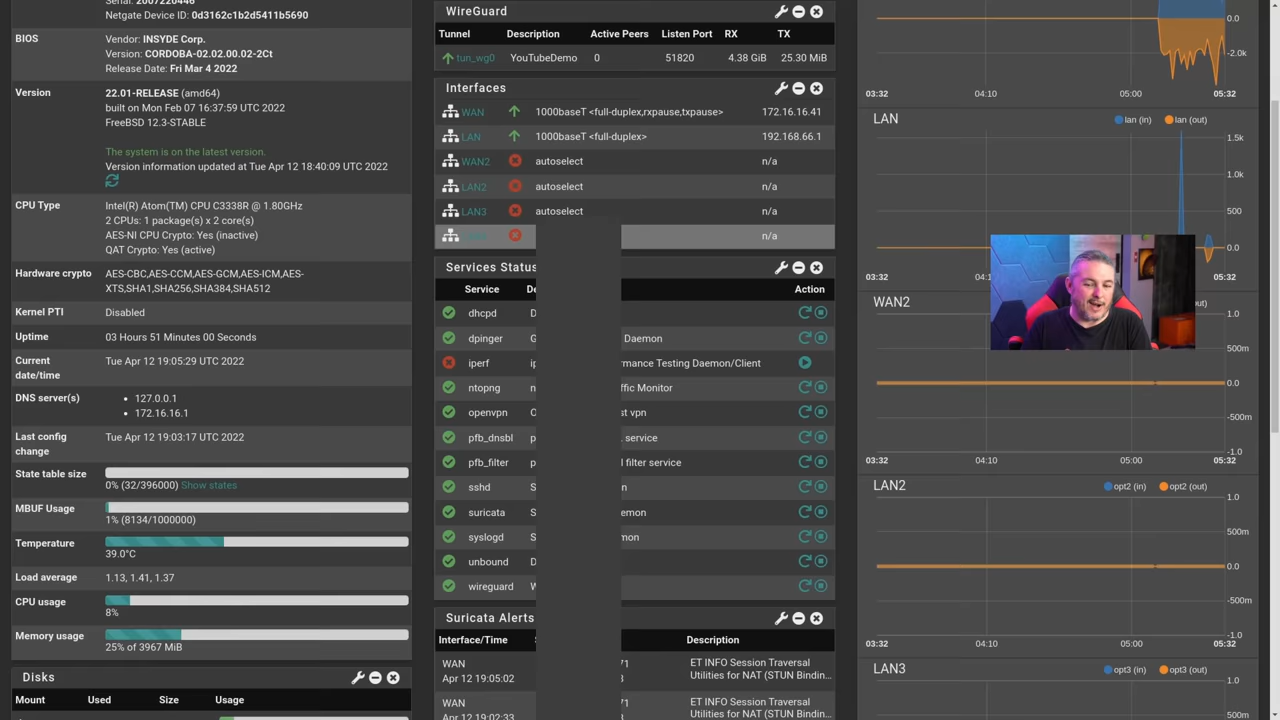 Serial: 2007220446
Netgate Device ID: 0d3162c1b2d5411b5690
BIOS
Vendor: INSYDE Corp.
Version: CORDOBA-02.02.00.02-2Ct
Release Date: Fri Mar 4 2022
Version
22.01-RELEASE (amd64)
built on Mon Feb 07 16:37:59 UTC 2022
FreeBSD 12.3-STABLE
The system is on the latest version.
Version information updated at Tue Apr 12 18:40:09 UTC 2022
CPU Type
Intel(R) Atom(TM) CPU C3338R @ 1.80GHz
2 CPUs: 1 package(s) x 2 core(s)
AES-NI CPU Crypto: Yes (inactive)
QAT Crypto: Yes (active)
Hardware crypto
AES-CBC,AES-CCM,AES-GCM,AES-ICM,AES-
XTS,SHA1,SHA256,SHA384,SHA512
Kernel PTI
Disabled
Uptime
03 Hours 51 Minutes 00 Seconds
Current
date/time
Tue Apr 12 19:05:29 UTC 2022
DNS server(s)
127.0.0.1
172.16.16.1
Last config
change
Tue Apr 12 19:03:17 UTC 2022
State table size
0% (32/396000) Show states
MBUF Usage
1% (8134/1000000)
Temperature
39.0°C
Load average
1.13, 1.41, 1.37
CPU usage
8%
Memory usage
25% of 3967 MiB
Disks
Mount Used Size Usage
WireGuard
Tunnel Description Active Peers Listen Port RX TX
tun_wg0 YouTubeDemo 0 51820 4.38 GiB 25.30 MiB
Interfaces
WAN 1000baseT <full-duplex,rxpause,txpause> 172.16.16.41
LAN 1000baseT <full-duplex> 192.168.66.1
WAN2 autoselect n/a
LAN2 autoselect n/a
LAN3 autoselect n/a
n/a
Services Status
Service De Action
dhcpd D
dpinger G Daemon
iperf ip rmance Testing Daemon/Client
ntopng n ffic Monitor
openvpn O st vpn
pfb_dnsbl p service
pfb_filter p filter service
sshd S n
suricata S emon
syslogd S mon
unbound D
wireguard W
Suricata Alerts
Interface/Time Description
WAN 71 ET INFO Session Traversal
Apr 12 19:05:02 8 Utilities for NAT (STUN Bindin...
WAN 71 ET INFO Session Traversal
Apr 12 19:02:33 8 Utilities for NAT (STUN Bindin...
0.0
-2.0k
03:32 04:10 05:00 05:32
LAN
lan (in) lan (out)
1.5k
1.0k
500
0.0
03:32 04:1 05:32
WAN2
out)
500m
0.0
-500m
-1.0
03:32 04:10 05:00 05:32
LAN2
opt2 (in) opt2 (out)
1.0
500m
0.0
-500m
-1.0
03:32 04:10 05:00 05:32
LAN3
opt3 (in) opt3 (out)
1.0
500m